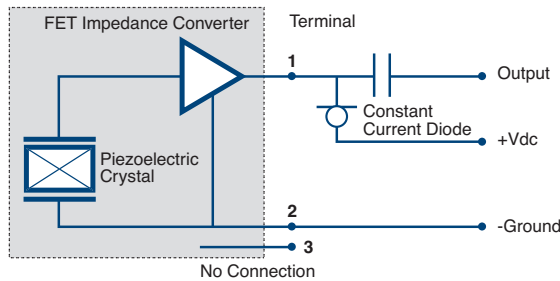 FET Impedance Converter
Terminal
1
Output
Constant
Current Diode
+Vdc
Piezoelectric
Crystal
2
-Ground
3
No Connection